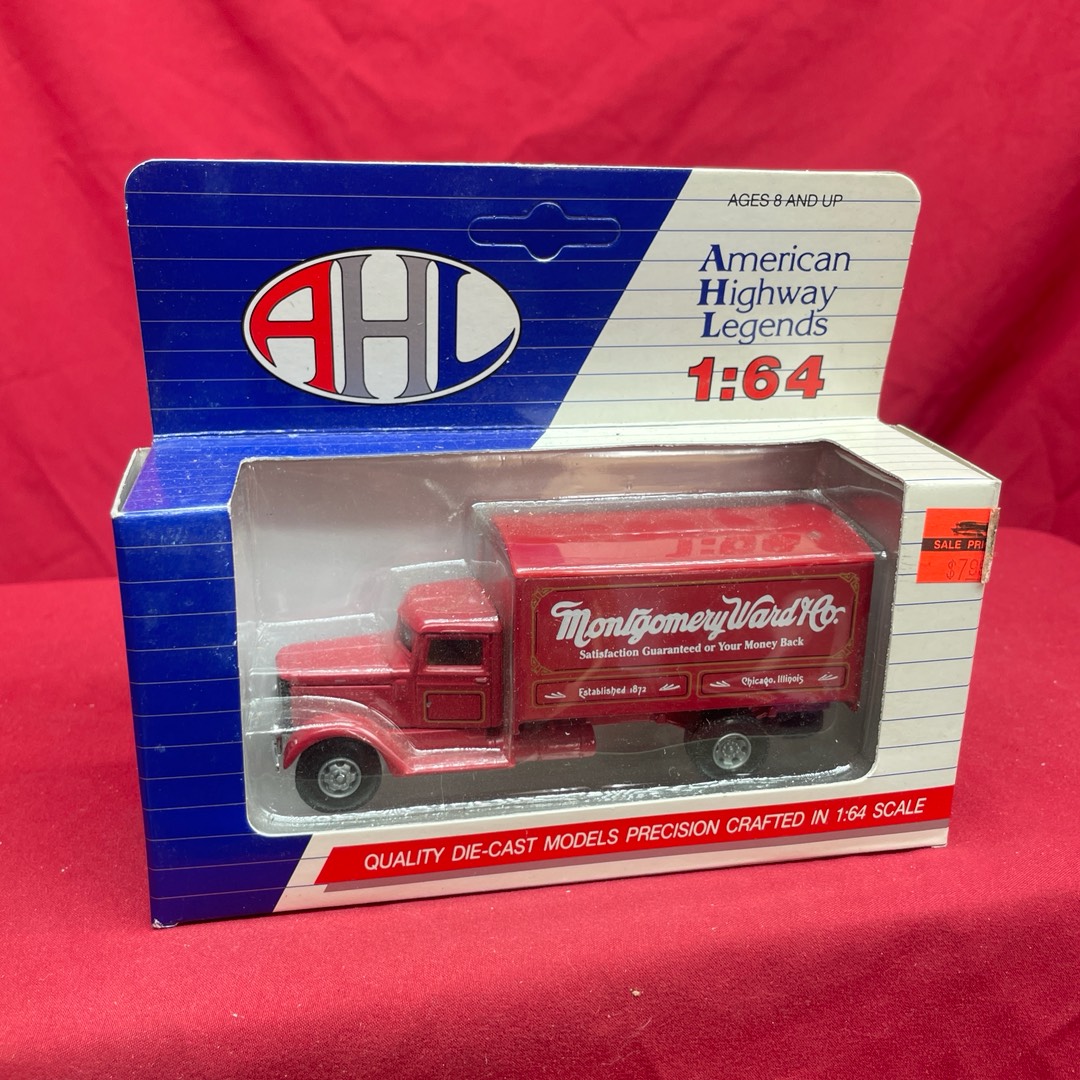 AGES 8 AND UP
AHL
American
Highway
Legends
1:64
SALE
Montgomery Ward & Co.
Satisfaction Guaranteed or Your Money Back
Established 1872
Chicago, Illinois
QUALITY DIE-CAST MODELS PRECISION CRAFTED IN 1:64 SCALE